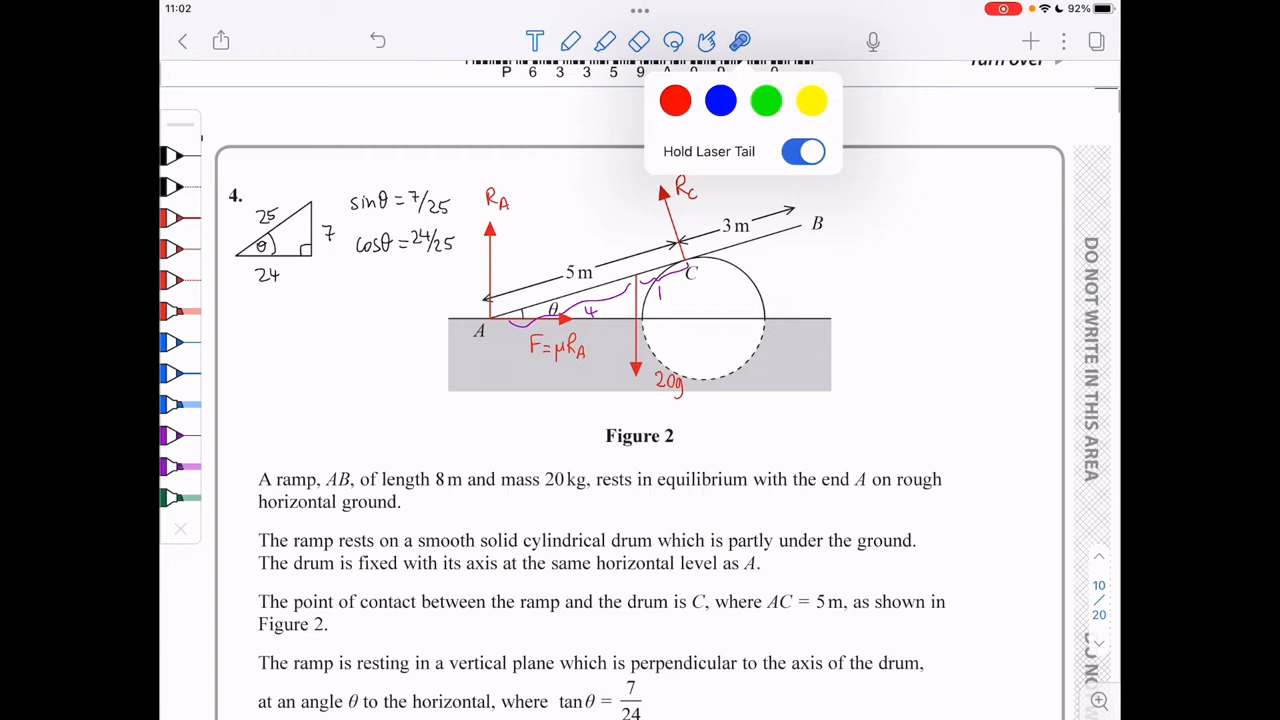 11:02
92%
P 6 3 3 5 9 A 0 9
0
Turn over
Hold Laser Tail
4.
25
7
θ
24
sinθ = 7/25
cosθ = 24/25
R_A
R_C
3 m
B
5 m
C
1
4
θ
A
F = μR_A
20g
Figure 2
A ramp, AB, of length 8 m and mass 20 kg, rests in equilibrium with the end A on rough
horizontal ground.
The ramp rests on a smooth solid cylindrical drum which is partly under the ground.
The drum is fixed with its axis at the same horizontal level as A.
The point of contact between the ramp and the drum is C, where AC = 5 m, as shown in
Figure 2.
The ramp is resting in a vertical plane which is perpendicular to the axis of the drum,
at an angle θ to the horizontal, where tan θ = 7/24
DO NOT WRITE IN THIS AREA
DO NO
10
/
20